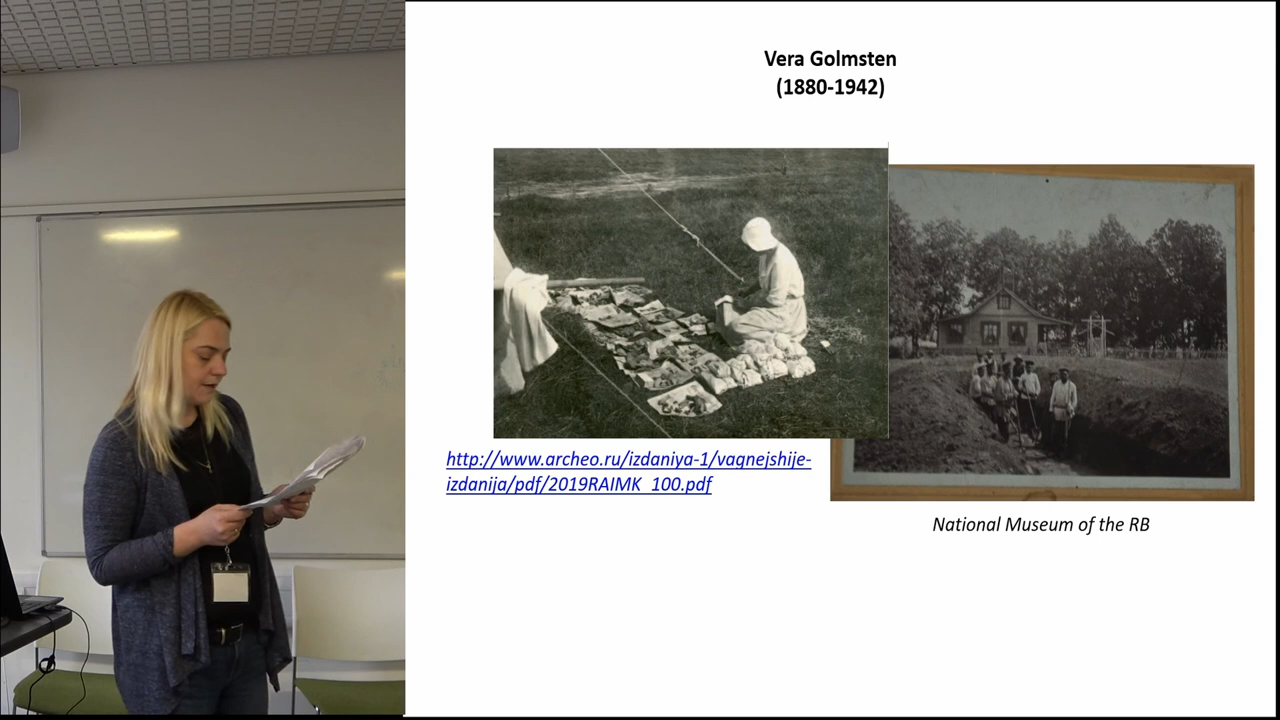 Vera Golmsten
(1880-1942)
http://www.archeo.ru/izdaniya-1/vagnejshije-
izdanija/pdf/2019RAIMK_100.pdf
National Museum of the RB